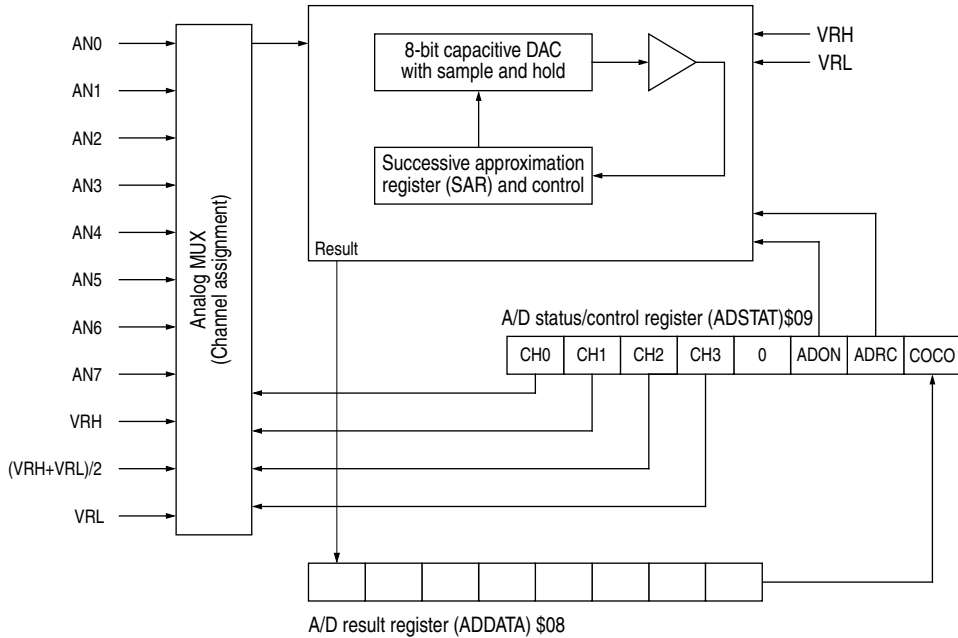 AN0
AN1
AN2
AN3
AN4
AN5
AN6
AN7
VRH
(VRH+VRL)/2
VRL
Analog MUX
(Channel assignment)
8-bit capacitive DAC
with sample and hold
Successive approximation
register (SAR) and control
Result
VRH
VRL
A/D status/control register (ADSTAT)$09
CH0 CH1 CH2 CH3 0 ADON ADRC COCO
A/D result register (ADDATA) $08